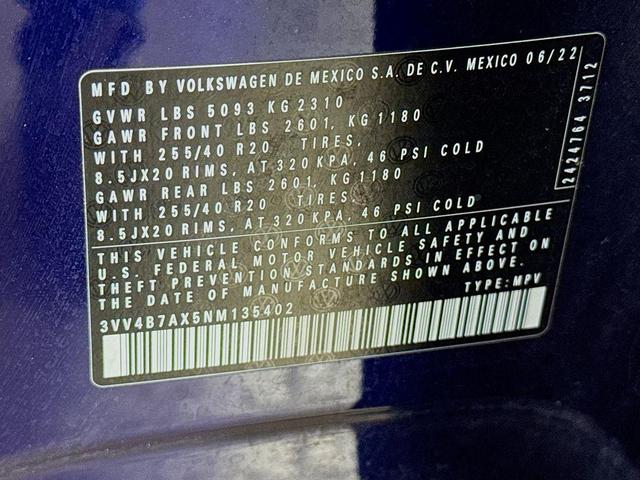 MFD BY VOLKSWAGEN DE MEXICO S.A. DE C.V. MEXICO 06/22
GVWR LBS 5093 KG 2310
GAWR FRONT LBS 2601, KG 1180
WITH 255/40 R20 TIRES,
8.5JX20 RIMS, AT 320 KPA, 46 PSI COLD
GAWR REAR LBS 2601, KG 1180
WITH 255/40 R20 TIRES,
8.5JX20 RIMS, AT 320 KPA, 46 PSI COLD
2424764 3712
THIS VEHICLE CONFORMS TO ALL APPLICABLE
U.S. FEDERAL MOTOR VEHICLE SAFETY AND
THEFT PREVENTION STANDARDS IN EFFECT ON
THE DATE OF MANUFACTURE SHOWN ABOVE.
3VV4B7AX5NM135402 TYPE: MPV